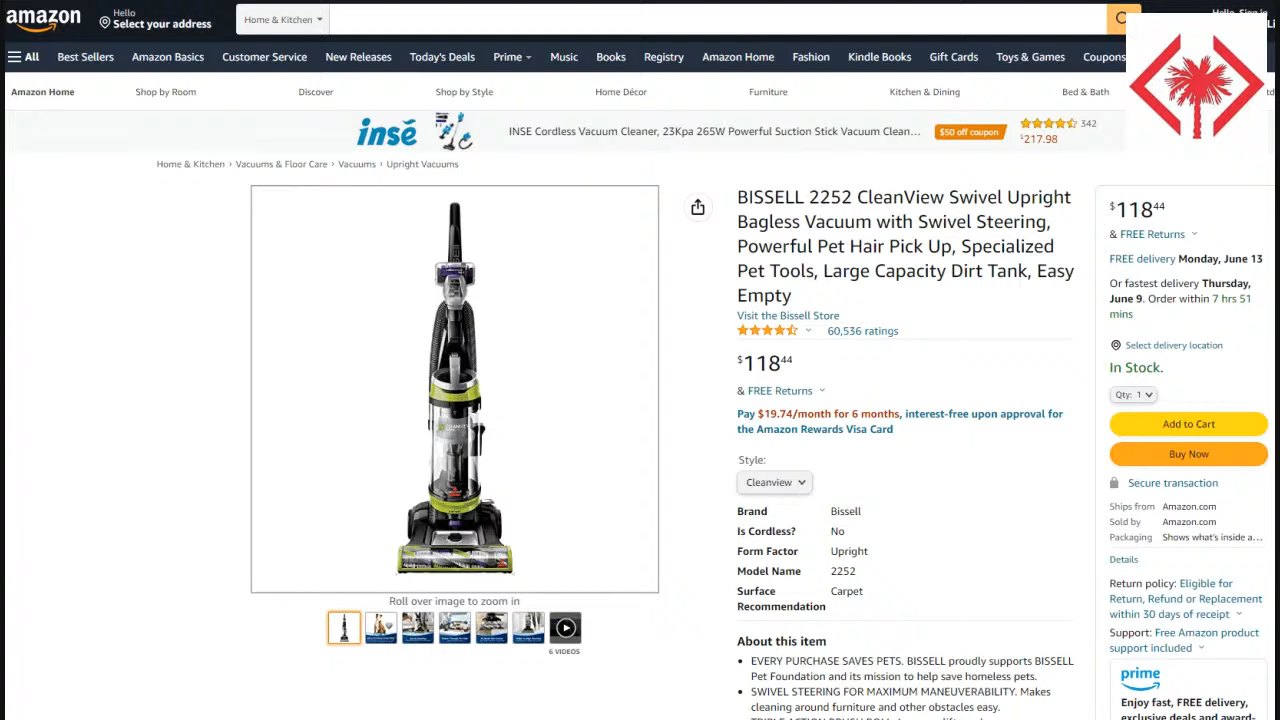 amazon
Hello
Select your address
Home & Kitchen
Hello, Sign in
All
Best Sellers
Amazon Basics
Customer Service
New Releases
Today's Deals
Prime
Music
Books
Registry
Amazon Home
Fashion
Kindle Books
Gift Cards
Toys & Games
Coupons
Amazon Home
Shop by Room
Discover
Shop by Style
Home Décor
Furniture
Kitchen & Dining
Bed & Bath
insé
INSE Cordless Vacuum Cleaner, 23Kpa 265W Powerful Suction Stick Vacuum Clean…
$50 off coupon
342
$217.98
Home & Kitchen › Vacuums & Floor Care › Vacuums › Upright Vacuums
BISSELL 2252 CleanView Swivel Upright
Bagless Vacuum with Swivel Steering,
Powerful Pet Hair Pick Up, Specialized
Pet Tools, Large Capacity Dirt Tank, Easy
Empty
Visit the Bissell Store
60,536 ratings
$118 44
& FREE Returns
Pay $19.74/month for 6 months, interest-free upon approval for
the Amazon Rewards Visa Card
Style:
Cleanview
Brand Bissell
Is Cordless? No
Form Factor Upright
Model Name 2252
Surface Carpet
Recommendation
About this item
• EVERY PURCHASE SAVES PETS. BISSELL proudly supports BISSELL
Pet Foundation and its mission to help save homeless pets.
• SWIVEL STEERING FOR MAXIMUM MANEUVERABILITY. Makes
cleaning around furniture and other obstacles easy.
Roll over image to zoom in
6 VIDEOS
$118 44
& FREE Returns
FREE delivery Monday, June 13
Or fastest delivery Thursday,
June 9. Order within 7 hrs 51
mins
Select delivery location
In Stock.
Qty: 1
Add to Cart
Buy Now
Secure transaction
Ships from Amazon.com
Sold by Amazon.com
Packaging Shows what's inside a…
Details
Return policy: Eligible for
Return, Refund or Replacement
within 30 days of receipt
Support: Free Amazon product
support included
prime
Enjoy fast, FREE delivery,
exclusive deals and award-